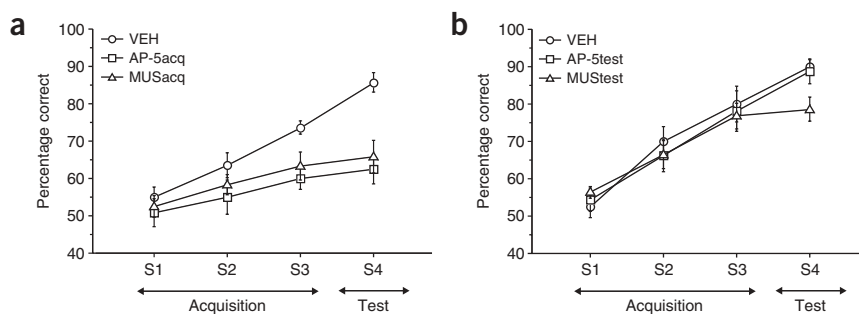 a
VEH
AP-5acq
MUSacq
Percentage correct
100
90
80
70
60
50
40
S1 S2 S3 S4
Acquisition Test
b
VEH
AP-5test
MUStest
Percentage correct
100
90
80
70
60
50
40
S1 S2 S3 S4
Acquisition Test